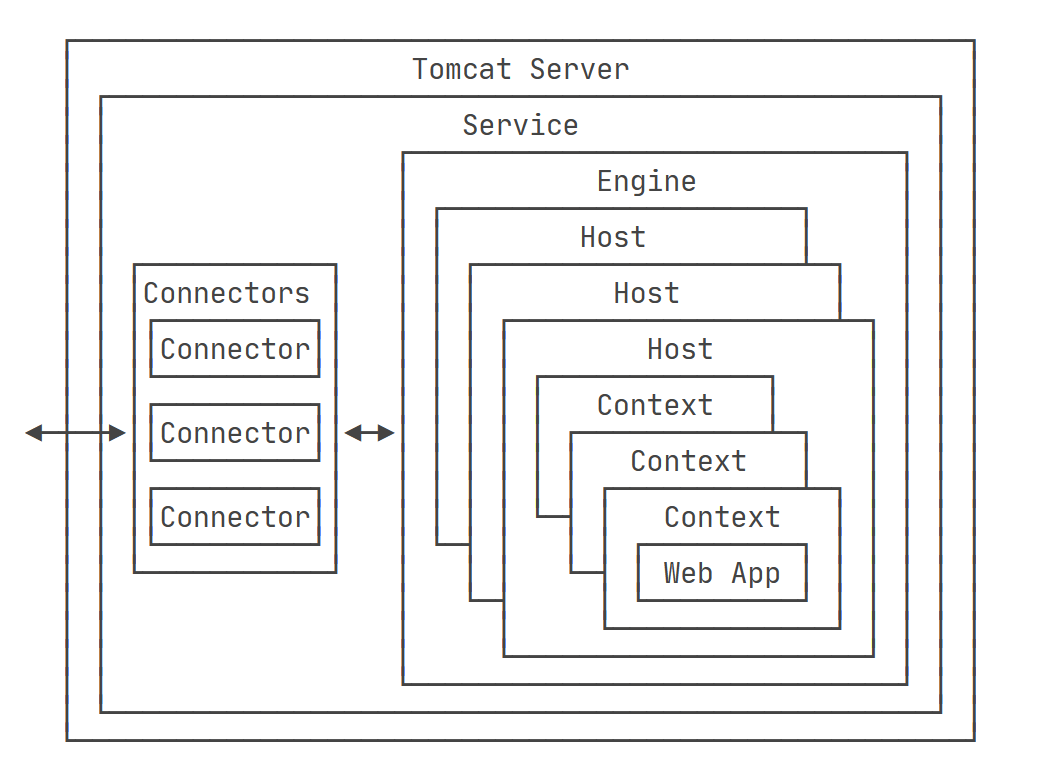 Tomcat Server
Service
Engine
Host
Connectors
Host
Connector
Host
Context
Connector
Context
Connector
Context
Web App